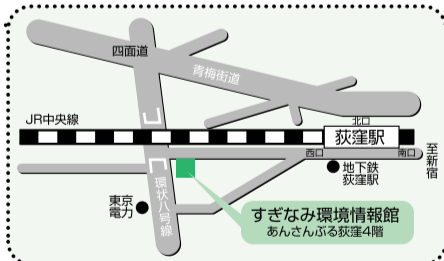 四面道
青梅街道
JR中央線
北口
荻窪駅
西口
南口
至新宿
地下鉄
荻窪駅
環状八号線
東京
電力
すぎなみ環境情報館
あんさんぶる荻窪4階